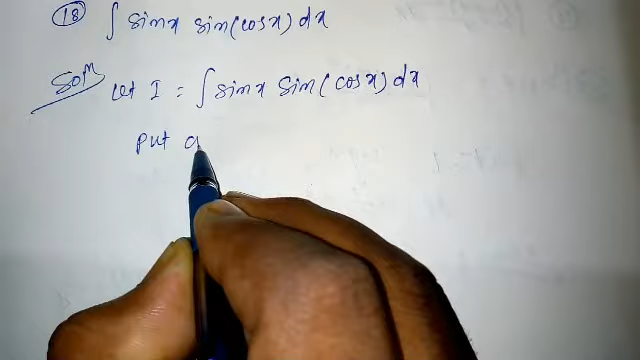 (18) ∫ sinx sin(cosx) dx
Solⁿ Let I = ∫ sinx sin(cosx) dx
put